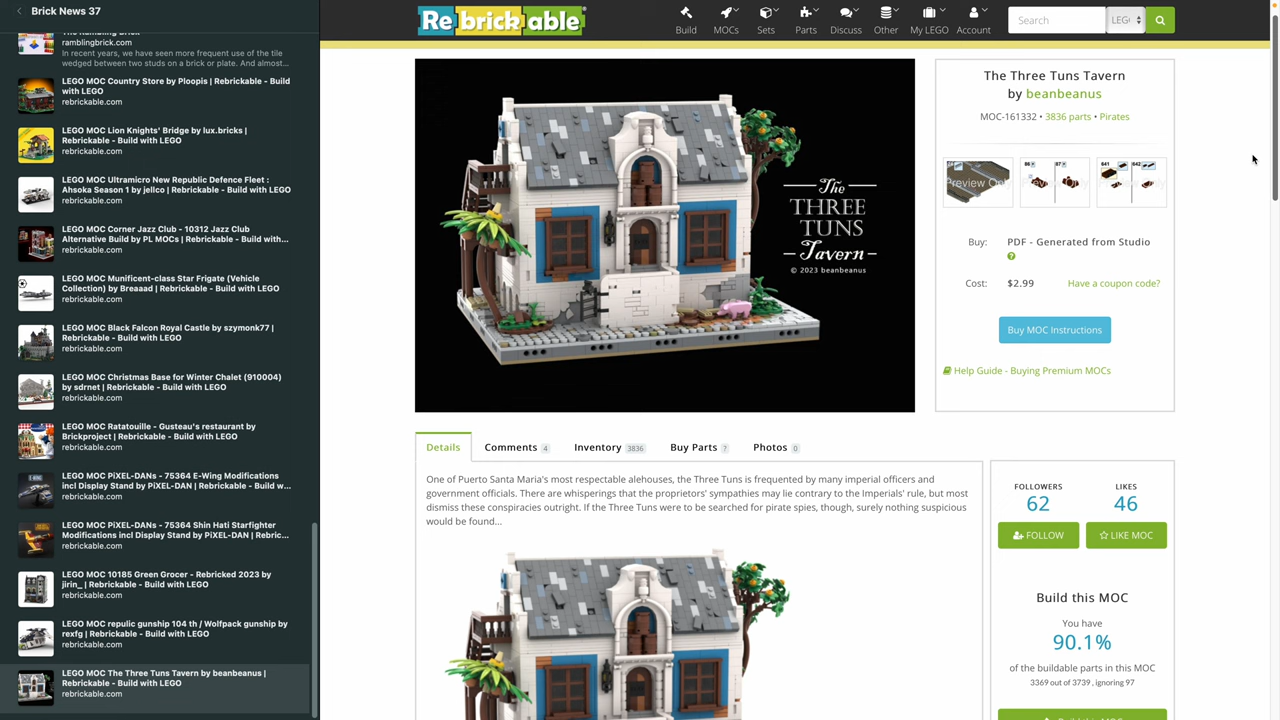 Brick News 37
The Rambling Brick
ramblingbrick.com
In recent years, we have seen more frequent use of the tile
wedged between two studs on a brick or plate. And almost...
LEGO MOC Country Store by Ploopis | Rebrickable - Build
with LEGO
rebrickable.com
LEGO MOC Lion Knights' Bridge by lux.bricks |
Rebrickable - Build with LEGO
rebrickable.com
LEGO MOC Ultramicro New Republic Defence Fleet :
Ahsoka Season 1 by jellco | Rebrickable - Build with LEGO
rebrickable.com
LEGO MOC Corner Jazz Club - 10312 Jazz Club
Alternative Build by PL MOCs | Rebrickable - Build with...
rebrickable.com
LEGO MOC Munificent-class Star Frigate (Vehicle
Collection) by Breaaad | Rebrickable - Build with LEGO
rebrickable.com
LEGO MOC Black Falcon Royal Castle by szymonk77 |
Rebrickable - Build with LEGO
rebrickable.com
LEGO MOC Christmas Base for Winter Chalet (910004)
by sdrnet | Rebrickable - Build with LEGO
rebrickable.com
LEGO MOC Ratatouille - Gusteau's restaurant by
Brickproject | Rebrickable - Build with LEGO
rebrickable.com
LEGO MOC PiXEL-DANs - 75364 E-Wing Modifications
incl Display Stand by PiXEL-DAN | Rebrickable - Build w...
rebrickable.com
LEGO MOC PiXEL-DANs - 75364 Shin Hati Starfighter
Modifications incl Display Stand by PiXEL-DAN | Rebric...
rebrickable.com
LEGO MOC 10185 Green Grocer - Rebricked 2023 by
jirin_ | Rebrickable - Build with LEGO
rebrickable.com
LEGO MOC repulic gunship 104 th / Wolfpack gunship by
rexfg | Rebrickable - Build with LEGO
rebrickable.com
LEGO MOC The Three Tuns Tavern by beanbeanus |
Rebrickable - Build with LEGO
rebrickable.com
Rebrickable
Build MOCs Sets Parts Discuss Other My LEGO Account
Search LEG
The
THREE
TUNS
Tavern
© 2023 beanbeanus
The Three Tuns Tavern
by beanbeanus
MOC-161332 • 3836 parts • Pirates
86 87 641 642
Preview Only Preview Only Preview Only
Buy: PDF - Generated from Studio
Cost: $2.99 Have a coupon code?
Buy MOC Instructions
Help Guide - Buying Premium MOCs
Details Comments 4 Inventory 3836 Buy Parts ? Photos 0
One of Puerto Santa Maria's most respectable alehouses, the Three Tuns is frequented by many imperial officers and
government officials. There are whisperings that the proprietors' sympathies may lie contrary to the Imperials' rule, but most
dismiss these conspiracies outright. If the Three Tuns were to be searched for pirate spies, though, surely nothing suspicious
would be found...
FOLLOWERS LIKES
62 46
FOLLOW LIKE MOC
Build this MOC
You have
90.1%
of the buildable parts in this MOC
3369 out of 3739 , ignoring 97